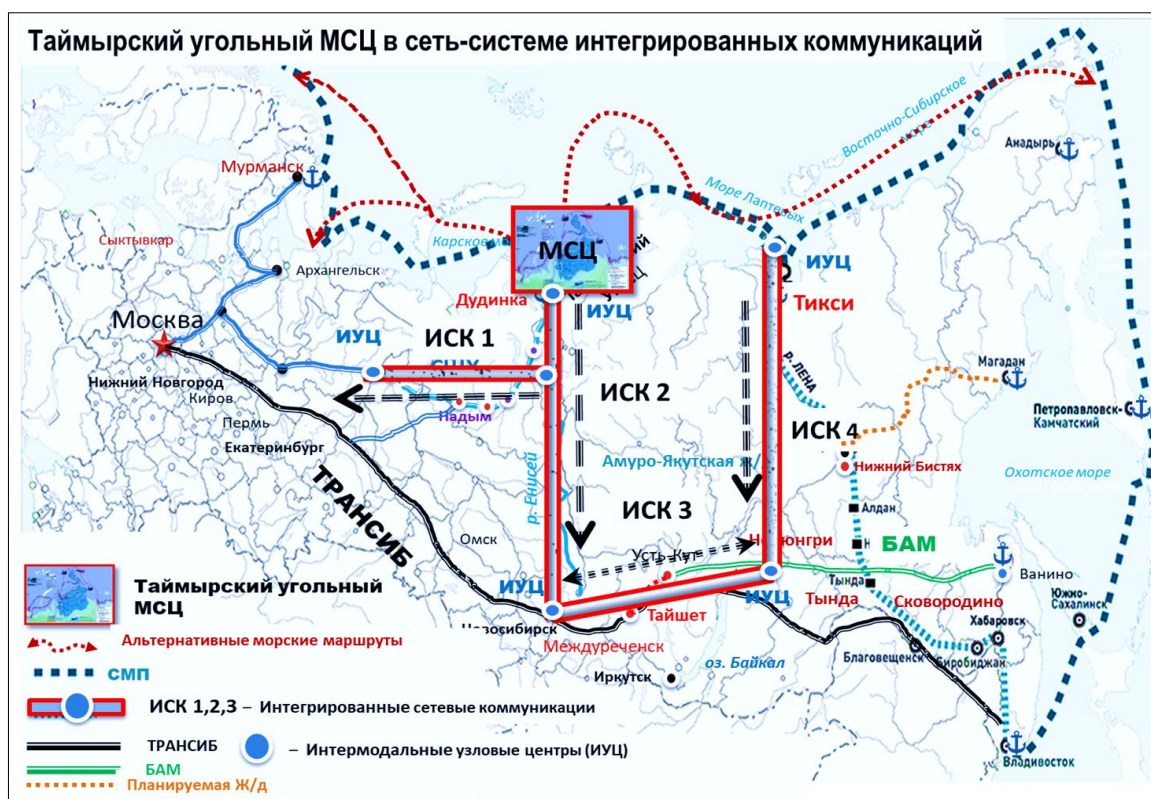 Таймырский угольный МСЦ в сеть-системе интегрированных коммуникаций
Восточно-Сибирское
море
Анадырь
Мурманск
Море Лаптевых
Сыктывкар
Карское
МСЦ
Архангельск
ИУЦ
Дудинка
ИУЦ
Тикси
Москва
ИУЦ
ИСК 1
Магадан
р. ЛЕНА
Нижний Новгород
Киров
Надым
ИСК 2
Петропавловск-
Камчатский
Пермь
Екатеринбург
ИСК 4
Амуро-Якутская ж/
Нижний Бистях
Охотское море
ТРАНСИБ
р. Енисей
ИСК 3
Алдан
Омск
Усть-Кут
БАМ
Ванино
ИУЦ
ИУЦ
Тында
Тында
Сковородино
Южно-
Сахалинск
Таймырский угольный
МСЦ
Тайшет
Хабаровск
Междуреченск
Благовещенск
Альтернативные морские маршруты
Иркутск
оз. Байкал
СМП
ИСК 1,2,3 – Интегрированные сетевые коммуникации
ТРАНСИБ
– Интермодальные узловые центры (ИУЦ)
Владивосток
БАМ
Планируемая Ж/д